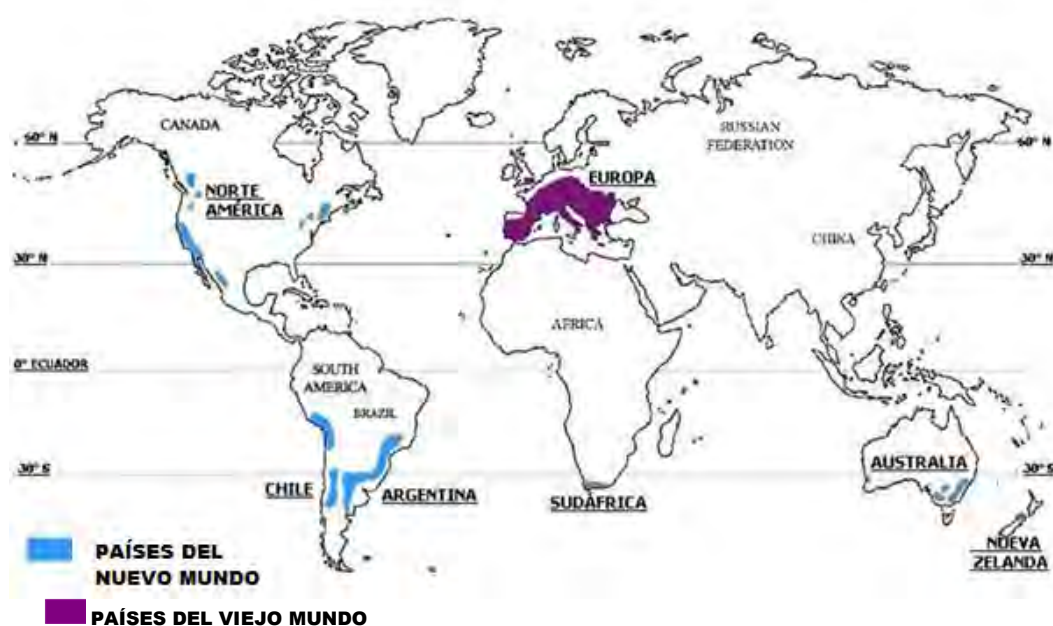 CANADA
RUSSIAN
FEDERATION
60° N
60° N
EUROPA
NORTE
AMÉRICA
CHINA
30° N
30° N
AFRICA
0° ECUADOR
SOUTH
AMERICA
BRAZIL
AUSTRALIA
30° S
30° S
CHILE
ARGENTINA
SUDÁFRICA
NUEVA
ZELANDA
PAÍSES DEL
NUEVO MUNDO
PAÍSES DEL VIEJO MUNDO